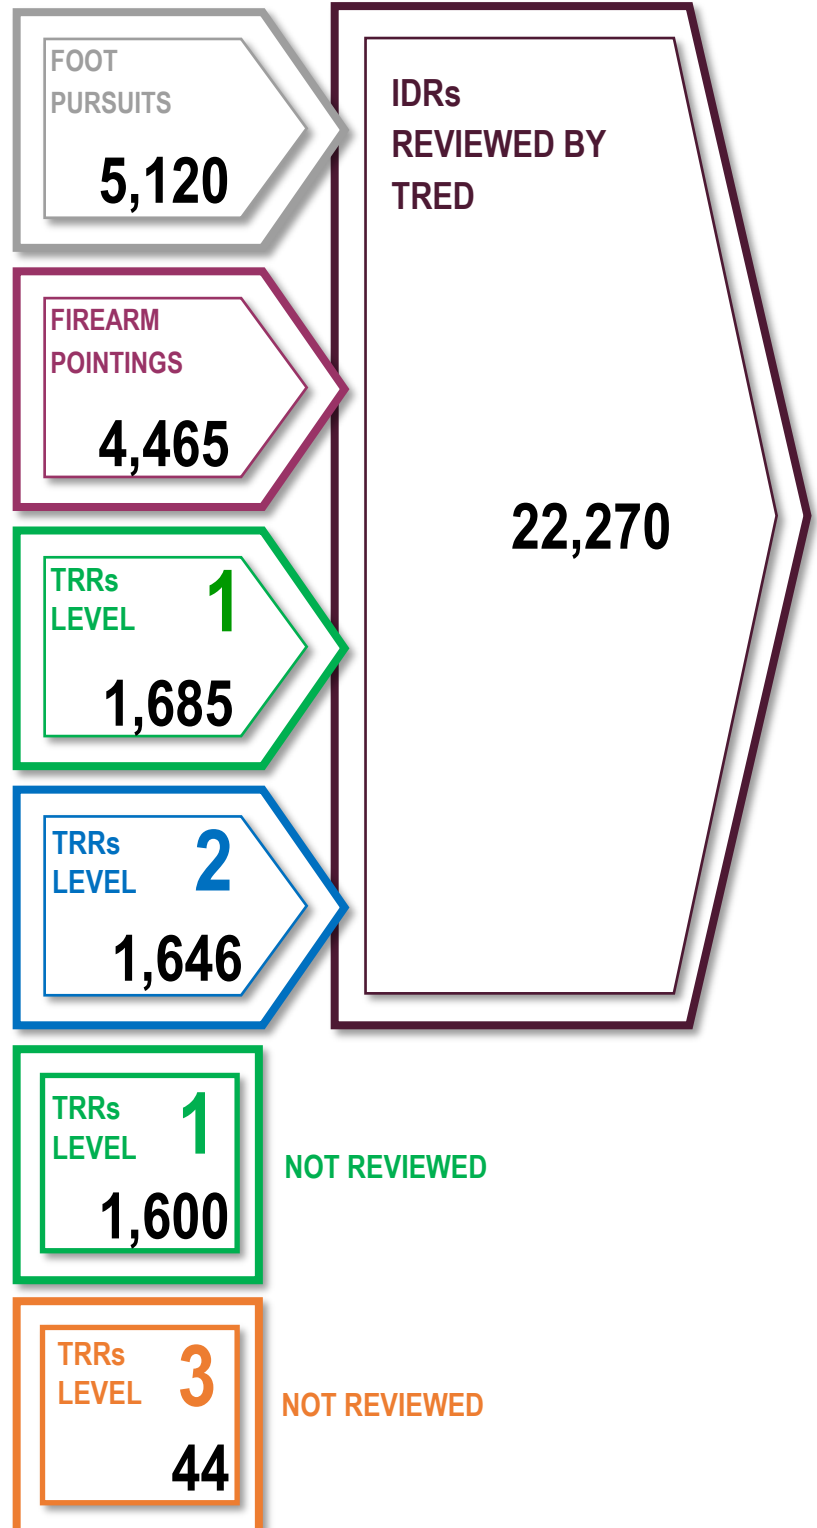 FOOT
PURSUITS
5,120
FIREARM
POINTINGS
4,465
TRRs
LEVEL 1
1,685
TRRs
LEVEL 2
1,646
IDRs
REVIEWED BY
TRED
22,270
TRRs
LEVEL 1
1,600
NOT REVIEWED
TRRs
LEVEL 3
44
NOT REVIEWED